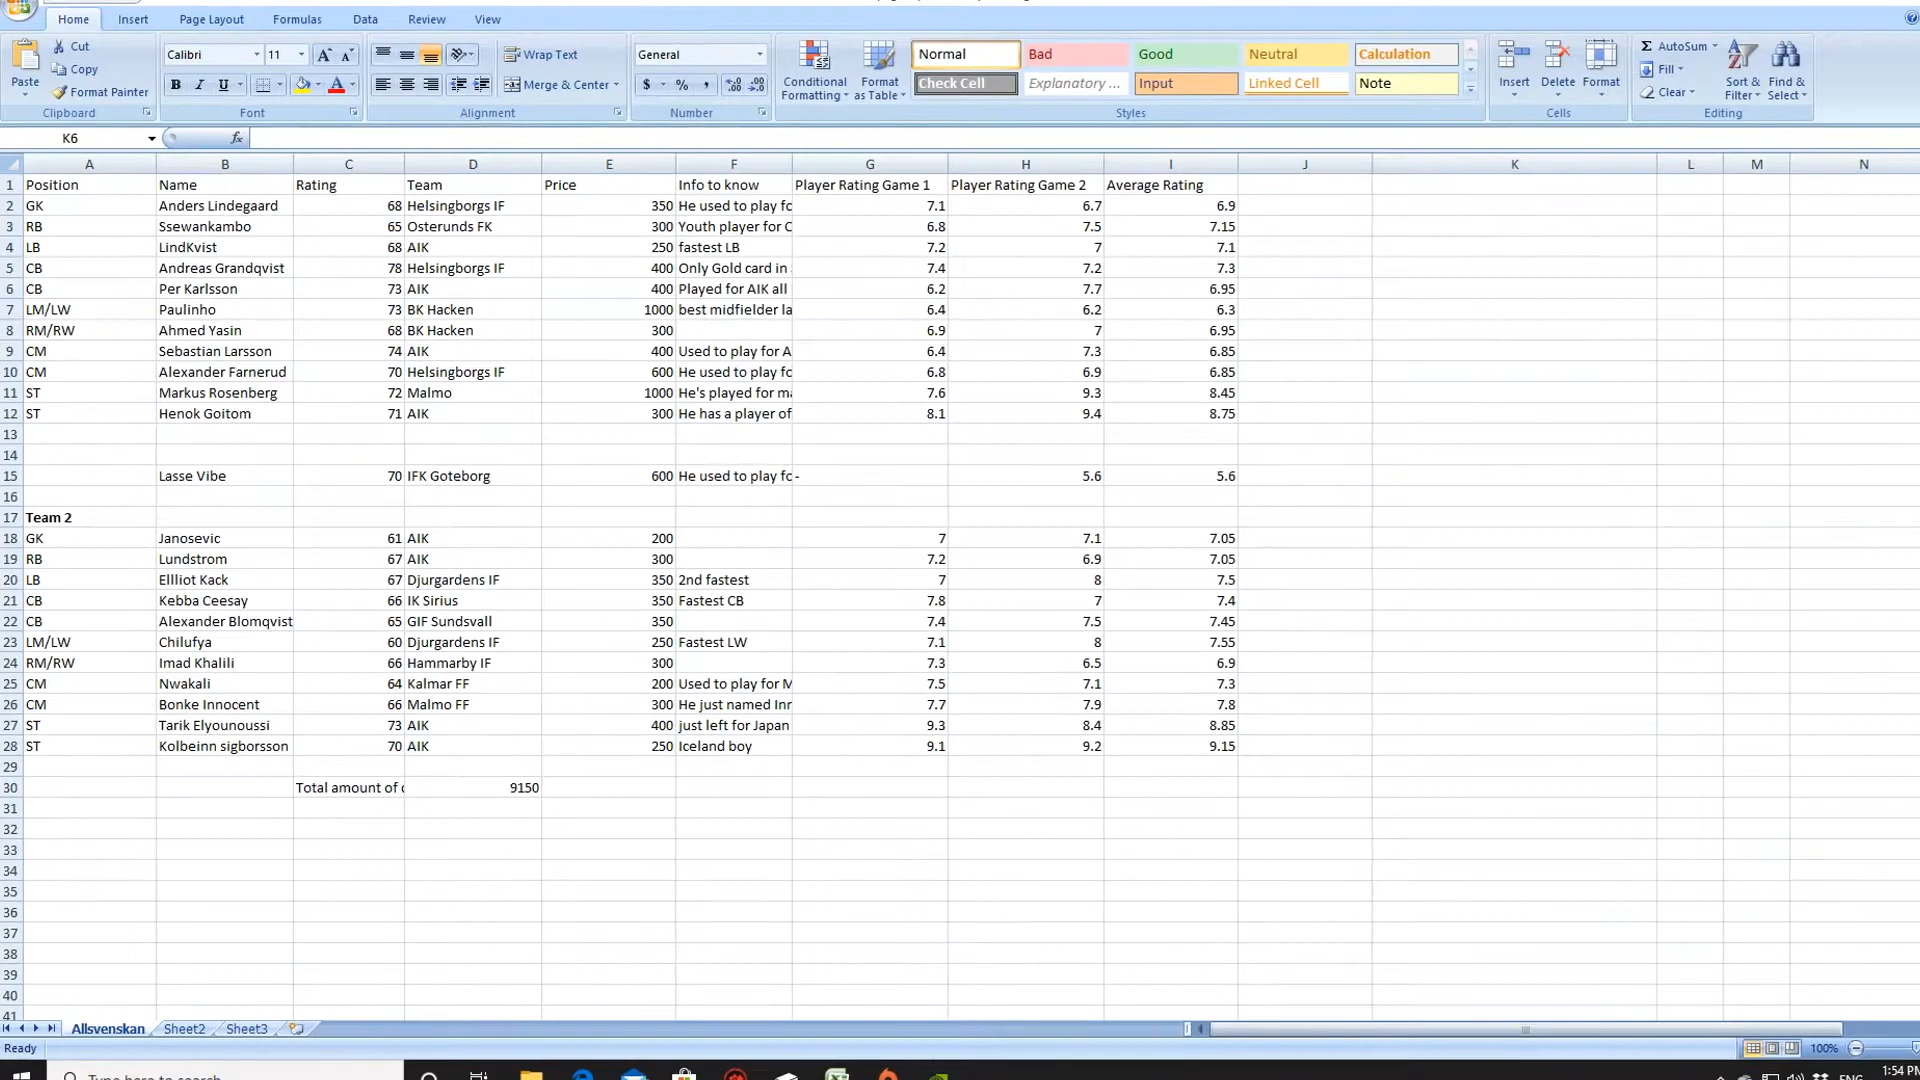 Home Insert Page Layout Formulas Data Review View
Cut Calibri 11 Wrap Text General Normal Bad Good Neutral Calculation AutoSum
Copy Fill
Paste Format Painter B I U Merge & Center $ % , Conditional Formatting Format as Table Check Cell Explanatory ... Input Linked Cell Note Insert Delete Format Clear Sort & Filter Find & Select
Clipboard Font Alignment Number Styles Cells Editing
K6 fx
A B C D E F G H I J K L M N
1 Position Name Rating Team Price Info to know Player Rating Game 1 Player Rating Game 2 Average Rating
2 GK Anders Lindegaard 68 Helsingborgs IF 350 He used to play fo 7.1 6.7 6.9
3 RB Ssewankambo 65 Osterunds FK 300 Youth player for C 6.8 7.5 7.15
4 LB LindKvist 68 AIK 250 fastest LB 7.2 7 7.1
5 CB Andreas Grandqvist 78 Helsingborgs IF 400 Only Gold card in 7.4 7.2 7.3
6 CB Per Karlsson 73 AIK 400 Played for AIK all 6.2 7.7 6.95
7 LM/LW Paulinho 73 BK Hacken 1000 best midfielder la 6.4 6.2 6.3
8 RM/RW Ahmed Yasin 68 BK Hacken 300 6.9 7 6.95
9 CM Sebastian Larsson 74 AIK 400 Used to play for A 6.4 7.3 6.85
10 CM Alexander Farnerud 70 Helsingborgs IF 600 He used to play fo 6.8 6.9 6.85
11 ST Markus Rosenberg 72 Malmo 1000 He's played for ma 7.6 9.3 8.45
12 ST Henok Goitom 71 AIK 300 He has a player of 8.1 9.4 8.75
13
14
15 Lasse Vibe 70 IFK Goteborg 600 He used to play fo - 5.6 5.6
16
17 Team 2
18 GK Janosevic 61 AIK 200 7 7.1 7.05
19 RB Lundstrom 67 AIK 300 7.2 6.9 7.05
20 LB Ellliot Kack 67 Djurgardens IF 350 2nd fastest 7 8 7.5
21 CB Kebba Ceesay 66 IK Sirius 350 Fastest CB 7.8 7 7.4
22 CB Alexander Blomqvist 65 GIF Sundsvall 350 7.4 7.5 7.45
23 LM/LW Chilufya 60 Djurgardens IF 250 Fastest LW 7.1 8 7.55
24 RM/RW Imad Khalili 66 Hammarby IF 300 7.3 6.5 6.9
25 CM Nwakali 64 Kalmar FF 200 Used to play for M 7.5 7.1 7.3
26 CM Bonke Innocent 66 Malmo FF 300 He just named Inr 7.7 7.9 7.8
27 ST Tarik Elyounoussi 73 AIK 400 just left for Japan 9.3 8.4 8.85
28 ST Kolbeinn sigborsson 70 AIK 250 Iceland boy 9.1 9.2 9.15
29
30 Total amount of 9150
31
32
33
34
35
36
37
38
39
40
41
Allsvenskan Sheet2 Sheet3
Ready 100%
Type here to search ENG 1:54 PM